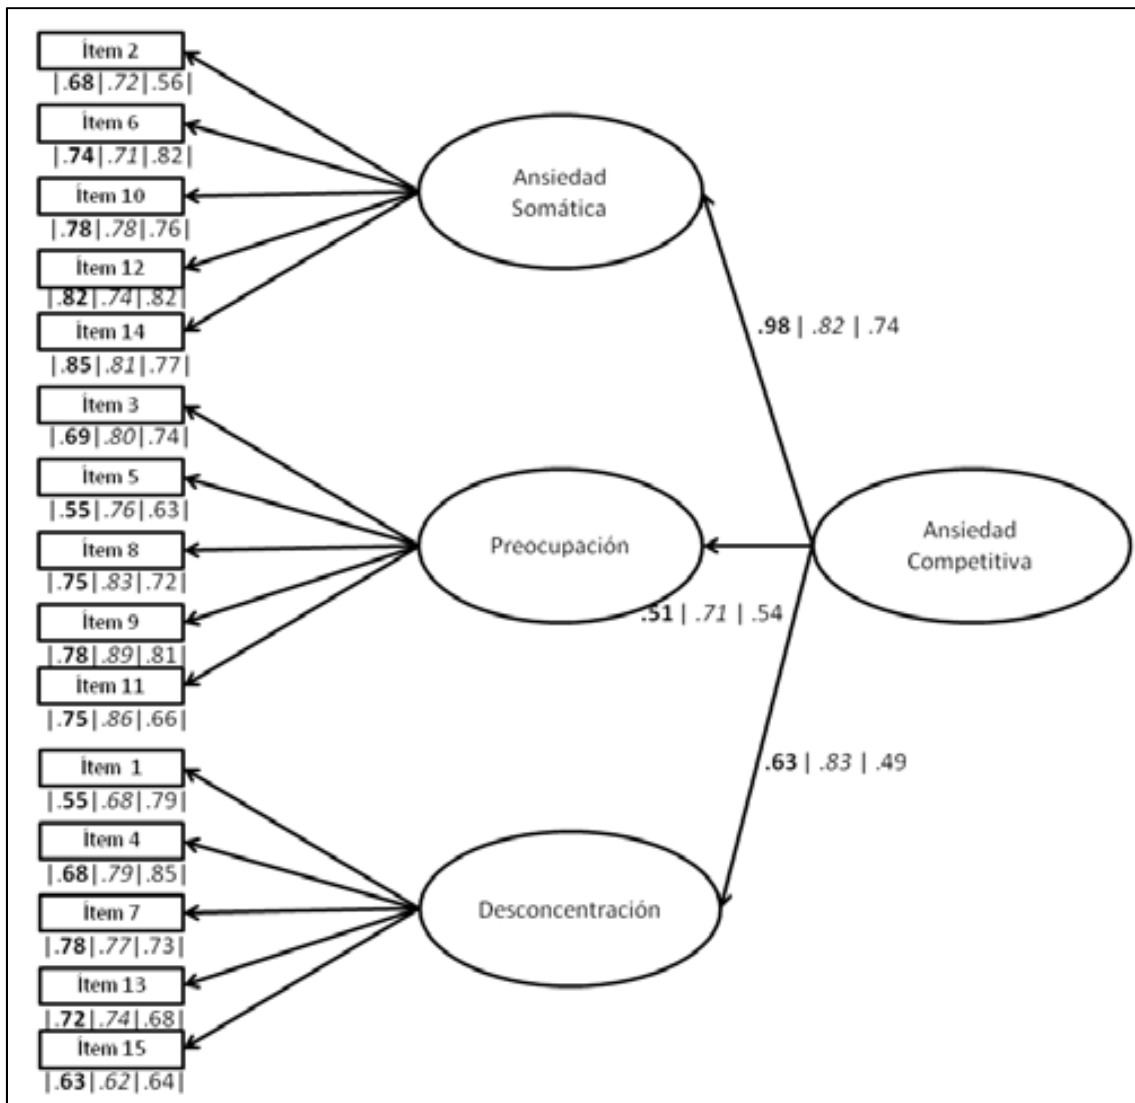 Ítem 2
|.68|.72|.56|
Ítem 6
|.74|.71|.82|
Ítem 10
|.78|.78|.76|
Ítem 12
|.82|.74|.82|
Ítem 14
|.85|.81|.77|
Ítem 3
|.69|.80|.74|
Ítem 5
|.55|.76|.63|
Ítem 8
|.75|.83|.72|
Ítem 9
|.78|.89|.81|
Ítem 11
|.75|.86|.66|
Ítem 1
|.55|.68|.79|
Ítem 4
|.68|.79|.85|
Ítem 7
|.78|.77|.73|
Ítem 13
|.72|.74|.68|
Ítem 15
|.63|.62|.64|
Ansiedad
Somática
Preocupación
Desconcentración
.98 | .82 | .74
.51 | .71 | .54
.63 | .83 | .49
Ansiedad
Competitiva